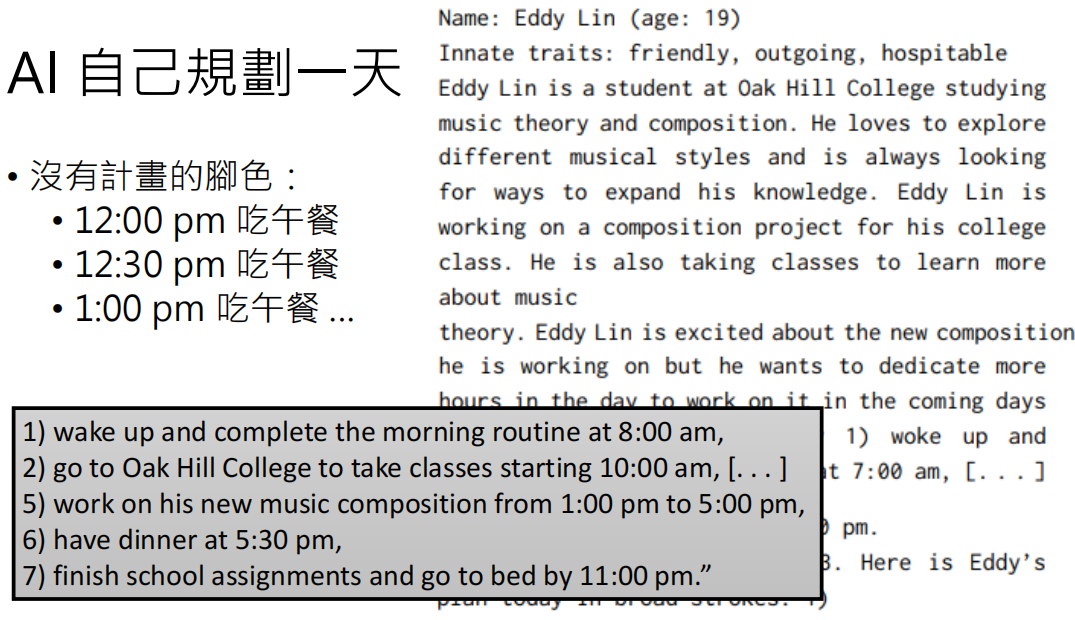 AI 自己規劃一天
• 沒有計畫的腳色：
• 12:00 pm 吃午餐
• 12:30 pm 吃午餐
• 1:00 pm 吃午餐 ...
Name: Eddy Lin (age: 19)
Innate traits: friendly, outgoing, hospitable
Eddy Lin is a student at Oak Hill College studying
music theory and composition. He loves to explore
different musical styles and is always looking
for ways to expand his knowledge. Eddy Lin is
working on a composition project for his college
class. He is also taking classes to learn more
about music
theory. Eddy Lin is excited about the new composition
he is working on but he wants to dedicate more
hours in the day to work on it in the coming days
1) woke up and
at 7:00 am, [. . . ]
pm.
Here is Eddy’s
plan today in broad strokes: 1)
1) wake up and complete the morning routine at 8:00 am,
2) go to Oak Hill College to take classes starting 10:00 am, [. . . ]
5) work on his new music composition from 1:00 pm to 5:00 pm,
6) have dinner at 5:30 pm,
7) finish school assignments and go to bed by 11:00 pm.”